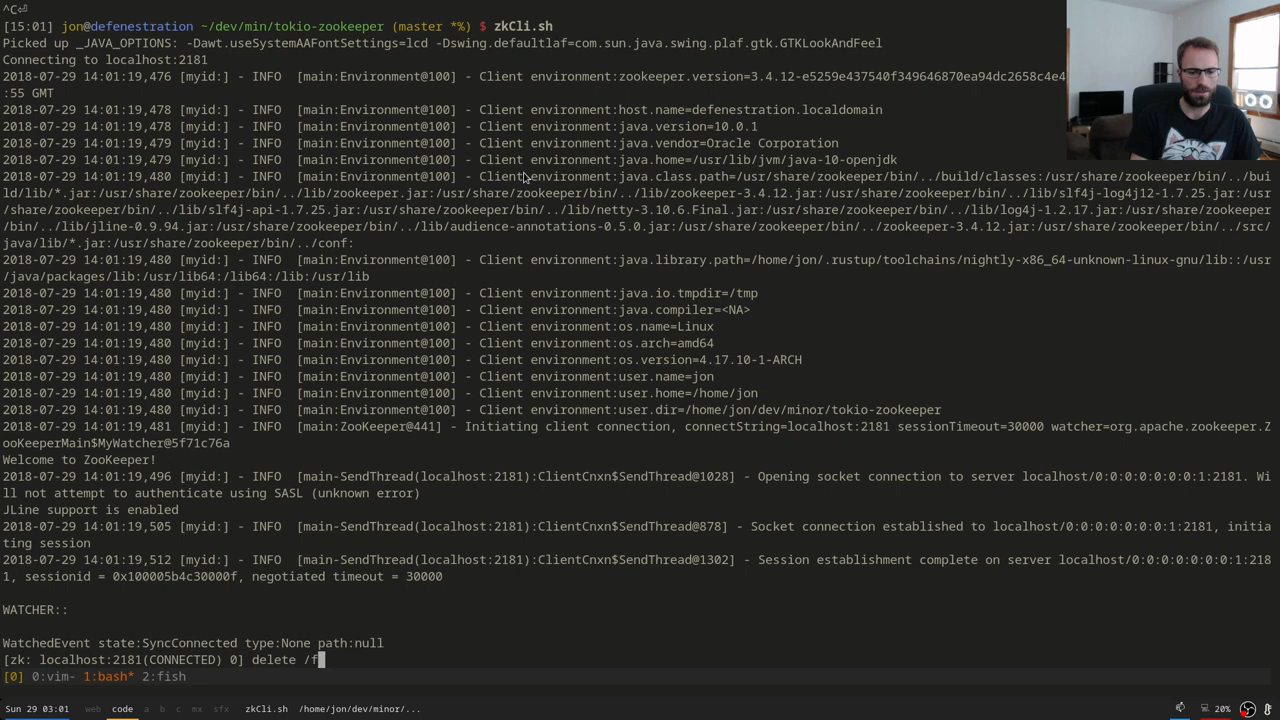 ^C⏎
[15:01] jon@defenestration ~/dev/min/tokio-zookeeper (master *%) $ zkCli.sh
Picked up _JAVA_OPTIONS: -Dawt.useSystemAAFontSettings=lcd -Dswing.defaultlaf=com.sun.java.swing.plaf.gtk.GTKLookAndFeel
Connecting to localhost:2181
2018-07-29 14:01:19,476 [myid:] - INFO  [main:Environment@100] - Client environment:zookeeper.version=3.4.12-e5259e437540f349646870ea94dc2658c4e4
:55 GMT
2018-07-29 14:01:19,478 [myid:] - INFO  [main:Environment@100] - Client environment:host.name=defenestration.localdomain
2018-07-29 14:01:19,478 [myid:] - INFO  [main:Environment@100] - Client environment:java.version=10.0.1
2018-07-29 14:01:19,479 [myid:] - INFO  [main:Environment@100] - Client environment:java.vendor=Oracle Corporation
2018-07-29 14:01:19,479 [myid:] - INFO  [main:Environment@100] - Client environment:java.home=/usr/lib/jvm/java-10-openjdk
2018-07-29 14:01:19,480 [myid:] - INFO  [main:Environment@100] - Client environment:java.class.path=/usr/share/zookeeper/bin/../build/classes:/usr/share/zookeeper/bin/../bui
ld/lib/*.jar:/usr/share/zookeeper/bin/../lib/zookeeper.jar:/usr/share/zookeeper/bin/../lib/zookeeper-3.4.12.jar:/usr/share/zookeeper/bin/../lib/slf4j-log4j12-1.7.25.jar:/usr
/share/zookeeper/bin/../lib/slf4j-api-1.7.25.jar:/usr/share/zookeeper/bin/../lib/netty-3.10.6.Final.jar:/usr/share/zookeeper/bin/../lib/log4j-1.2.17.jar:/usr/share/zookeeper
/bin/../lib/jline-0.9.94.jar:/usr/share/zookeeper/bin/../lib/audience-annotations-0.5.0.jar:/usr/share/zookeeper/bin/../zookeeper-3.4.12.jar:/usr/share/zookeeper/bin/../src/
java/lib/*.jar:/usr/share/zookeeper/bin/../conf:
2018-07-29 14:01:19,480 [myid:] - INFO  [main:Environment@100] - Client environment:java.library.path=/home/jon/.rustup/toolchains/nightly-x86_64-unknown-linux-gnu/lib::/usr
/java/packages/lib:/usr/lib64:/lib64:/lib:/usr/lib
2018-07-29 14:01:19,480 [myid:] - INFO  [main:Environment@100] - Client environment:java.io.tmpdir=/tmp
2018-07-29 14:01:19,480 [myid:] - INFO  [main:Environment@100] - Client environment:java.compiler=<NA>
2018-07-29 14:01:19,480 [myid:] - INFO  [main:Environment@100] - Client environment:os.name=Linux
2018-07-29 14:01:19,480 [myid:] - INFO  [main:Environment@100] - Client environment:os.arch=amd64
2018-07-29 14:01:19,480 [myid:] - INFO  [main:Environment@100] - Client environment:os.version=4.17.10-1-ARCH
2018-07-29 14:01:19,480 [myid:] - INFO  [main:Environment@100] - Client environment:user.name=jon
2018-07-29 14:01:19,480 [myid:] - INFO  [main:Environment@100] - Client environment:user.home=/home/jon
2018-07-29 14:01:19,480 [myid:] - INFO  [main:Environment@100] - Client environment:user.dir=/home/jon/dev/minor/tokio-zookeeper
2018-07-29 14:01:19,481 [myid:] - INFO  [main:ZooKeeper@441] - Initiating client connection, connectString=localhost:2181 sessionTimeout=30000 watcher=org.apache.zookeeper.Z
ooKeeperMain$MyWatcher@5f71c76a
Welcome to ZooKeeper!
2018-07-29 14:01:19,496 [myid:] - INFO  [main-SendThread(localhost:2181):ClientCnxn$SendThread@1028] - Opening socket connection to server localhost/0:0:0:0:0:0:0:1:2181. Wi
ll not attempt to authenticate using SASL (unknown error)
JLine support is enabled
2018-07-29 14:01:19,505 [myid:] - INFO  [main-SendThread(localhost:2181):ClientCnxn$SendThread@878] - Socket connection established to localhost/0:0:0:0:0:0:0:1:2181, initia
ting session
2018-07-29 14:01:19,512 [myid:] - INFO  [main-SendThread(localhost:2181):ClientCnxn$SendThread@1302] - Session establishment complete on server localhost/0:0:0:0:0:0:0:1:218
1, sessionid = 0x100005b4c30000f, negotiated timeout = 30000
WATCHER::
WatchedEvent state:SyncConnected type:None path:null
[zk: localhost:2181(CONNECTED) 0] delete /f
[0] 0:vim- 1:bash* 2:fish
Sun 29 03:01 web code a b c mx sfx zkCli.sh /home/jon/dev/minor/... 20%